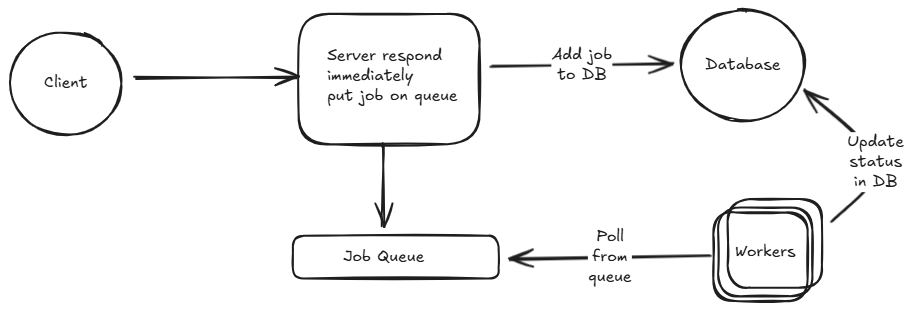 Client
Server respond
immediately
put job on queue
Add job
to DB
Database
Update
status
in DB
Job Queue
Poll
from
queue
Workers